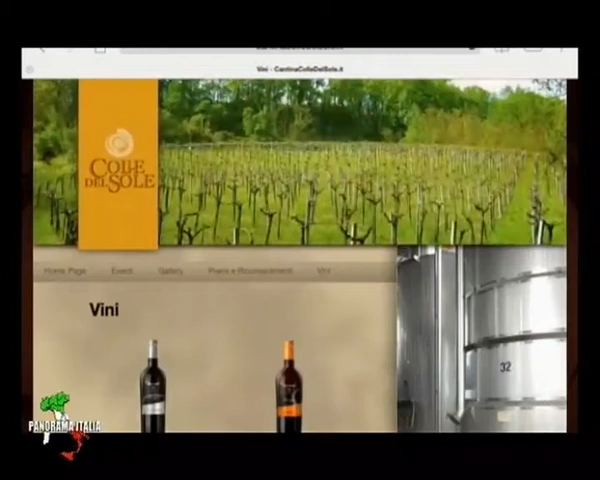 Vini - CantinaColleDelSole.it
COLLE
DEL SOLE
Home Page Eventi Gallery Premi e Riconoscimenti Vini
Vini
32
PANORAMA ITALIA